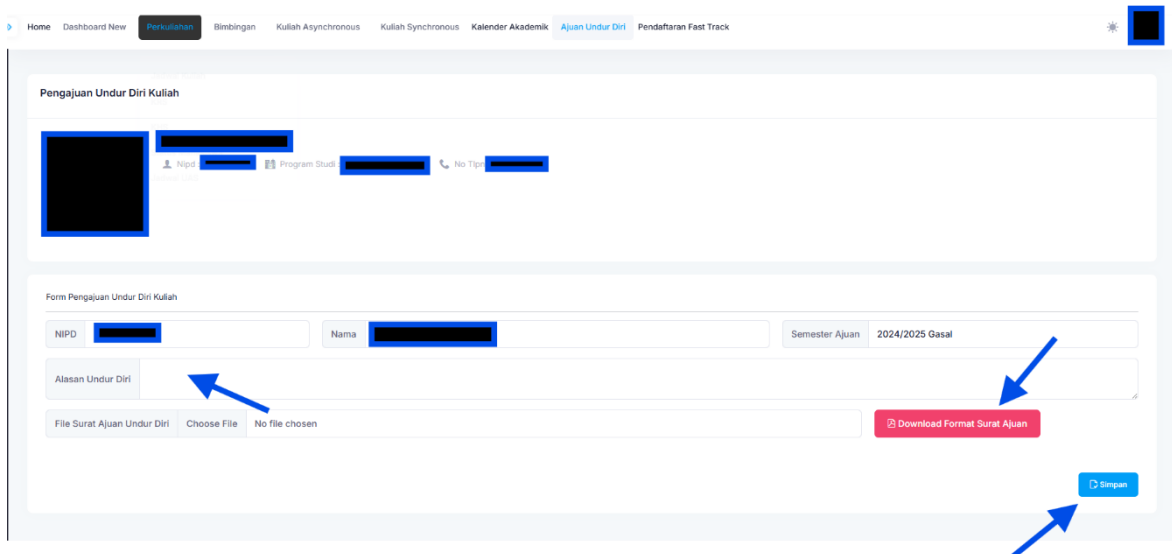 Home Dashboard New Perkuliahan Bimbingan Kuliah Asynchronous Kuliah Synchronous Kalender Akademik Ajuan Undur Diri Pendaftaran Fast Track
Pengajuan Undur Diri Kuliah
Nipd Program Studi : No Tlpn
Form Pengajuan Undur Diri Kuliah
NIPD Nama Semester Ajuan 2024/2025 Gasal
Alasan Undur Diri
File Surat Ajuan Undur Diri Choose File No file chosen Download Format Surat Ajuan
Simpan